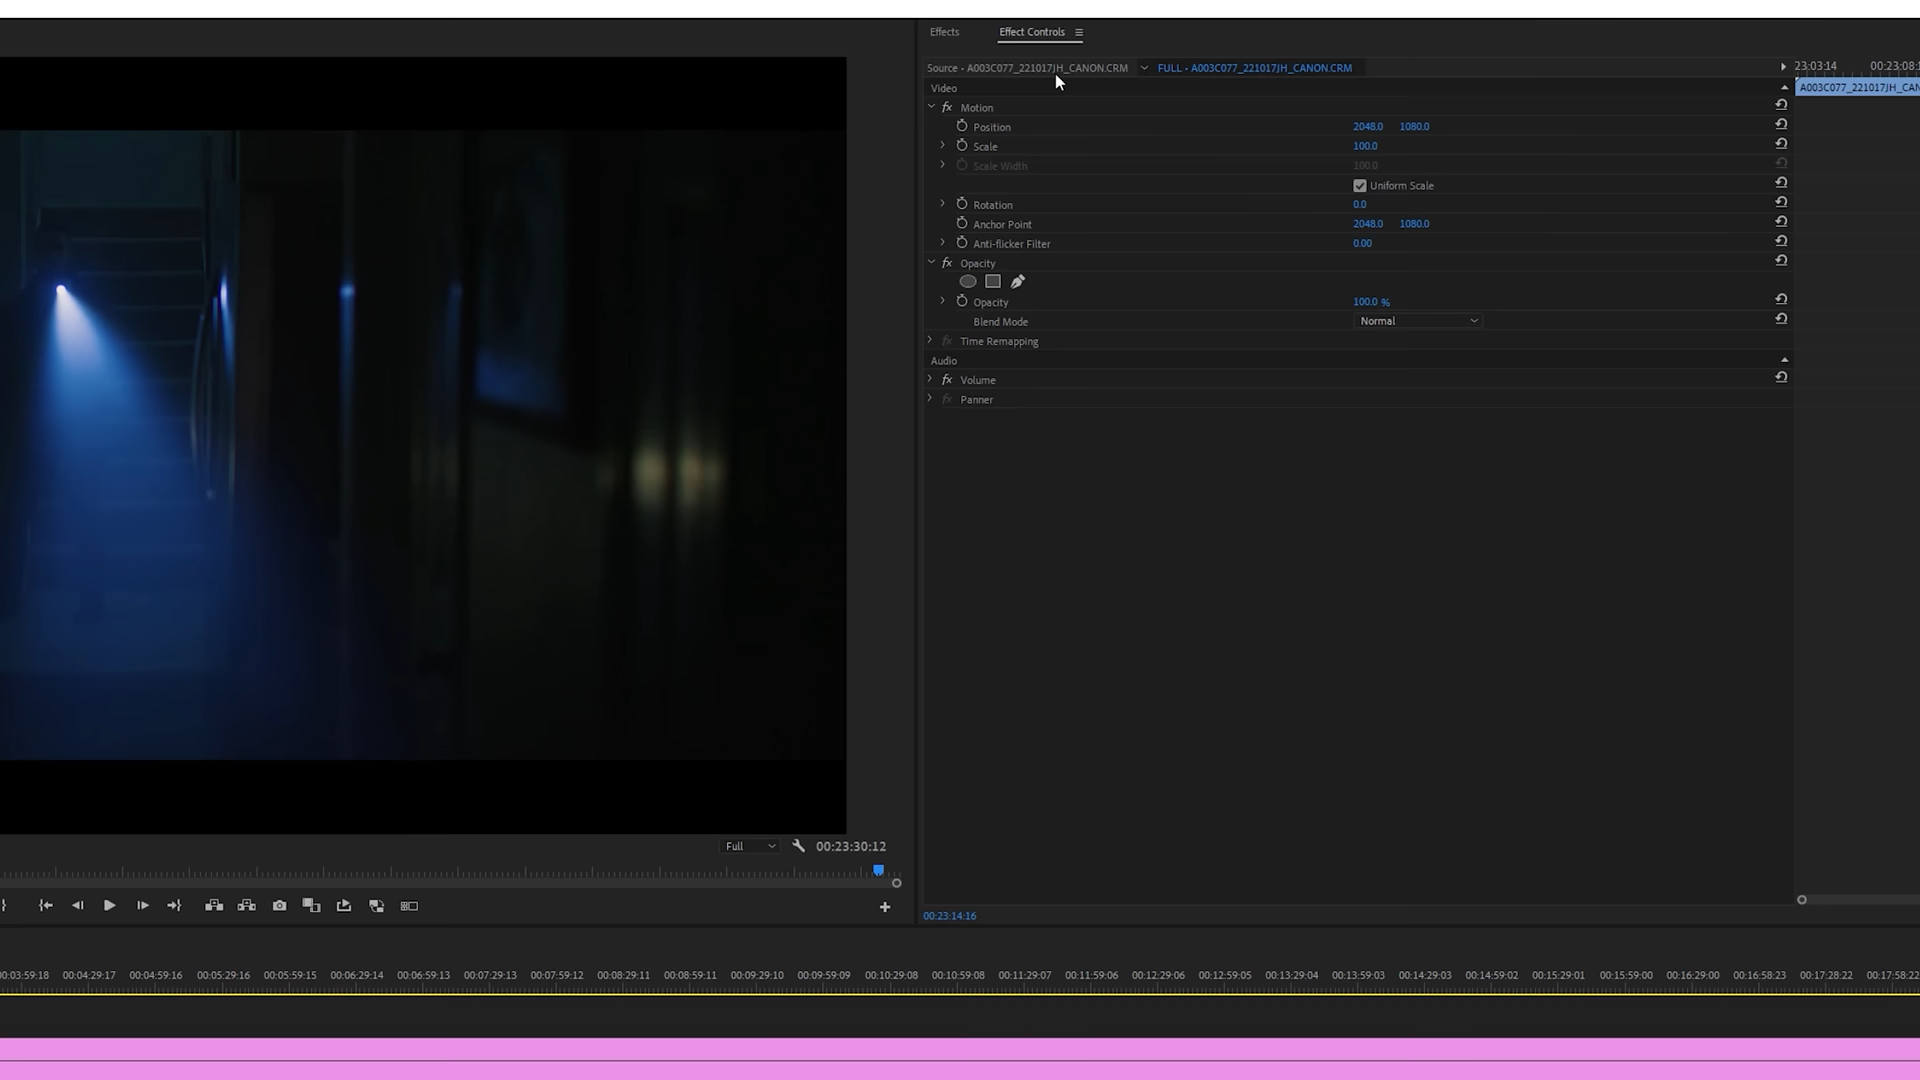 Effects
Effect Controls
Source • A003C077_221017JH_CANON.CRM
FULL • A003C077_221017JH_CANON.CRM
23:03:14
00:23:08:
Video
A003C077_221017JH_CAN
fx Motion
Position 2048.0 1080.0
Scale 100.0
Scale Width 100.0
Uniform Scale
Rotation 0.0
Anchor Point 2048.0 1080.0
Anti-flicker Filter 0.00
fx Opacity
Opacity 100.0 %
Blend Mode Normal
fx Time Remapping
Audio
fx Volume
fx Panner
Full
00:23:30:12
00:23:14:16
00:03:59:18 00:04:29:17 00:04:59:16 00:05:29:16 00:05:59:15 00:06:29:14 00:06:59:13 00:07:29:13 00:07:59:12 00:08:29:11 00:08:59:11 00:09:29:10 00:09:59:09 00:10:29:08 00:10:59:08 00:11:29:07 00:11:59:06 00:12:29:06 00:12:59:05 00:13:29:04 00:13:59:03 00:14:29:03 00:14:59:02 00:15:29:01 00:15:59:00 00:16:29:00 00:16:58:23 00:17:28:22 00:17:58:22